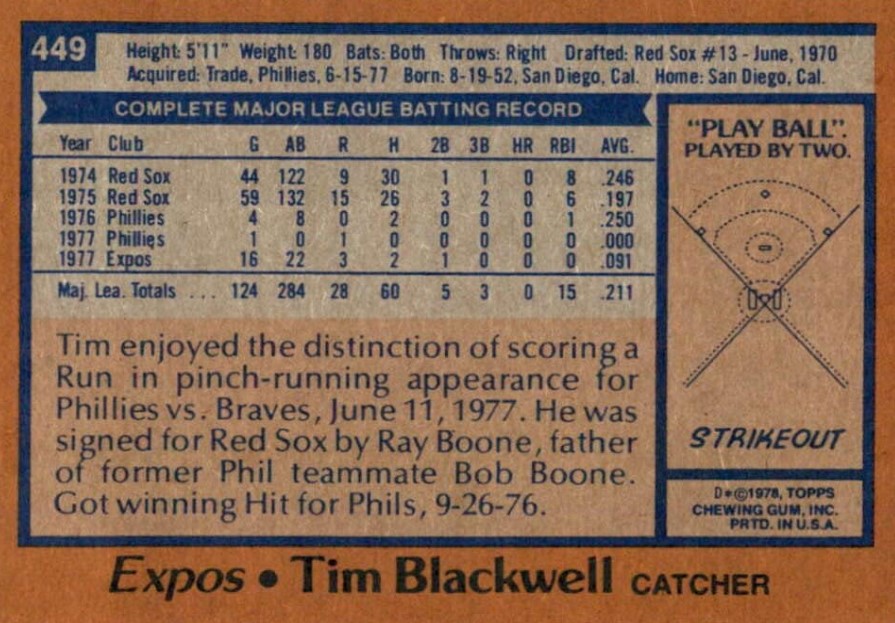 449
Height: 5'11" Weight: 180 Bats: Both Throws: Right Drafted: Red Sox #13 - June, 1970
Acquired: Trade, Phillies, 6-15-77 Born: 8-19-52, San Diego, Cal. Home: San Diego, Cal.
COMPLETE MAJOR LEAGUE BATTING RECORD
Year Club G AB R H 2B 3B HR RBI AVG.
1974 Red Sox 44 122 9 30 1 1 0 8 .246
1975 Red Sox 59 132 15 26 3 2 0 6 .197
1976 Phillies 4 8 0 2 0 0 0 1 .250
1977 Phillies 1 0 1 0 0 0 0 0 .000
1977 Expos 16 22 3 2 1 0 0 0 .091
Maj. Lea. Totals ... 124 284 28 60 5 3 0 15 .211
Tim enjoyed the distinction of scoring a
Run in pinch-running appearance for
Phillies vs. Braves, June 11, 1977. He was
signed for Red Sox by Ray Boone, father
of former Phil teammate Bob Boone.
Got winning Hit for Phils, 9-26-76.
"PLAY BALL".
PLAYED BY TWO.
STRIKEOUT
D*©1978, TOPPS
CHEWING GUM, INC.
PRTD. IN U.S.A.
Expos • Tim Blackwell CATCHER